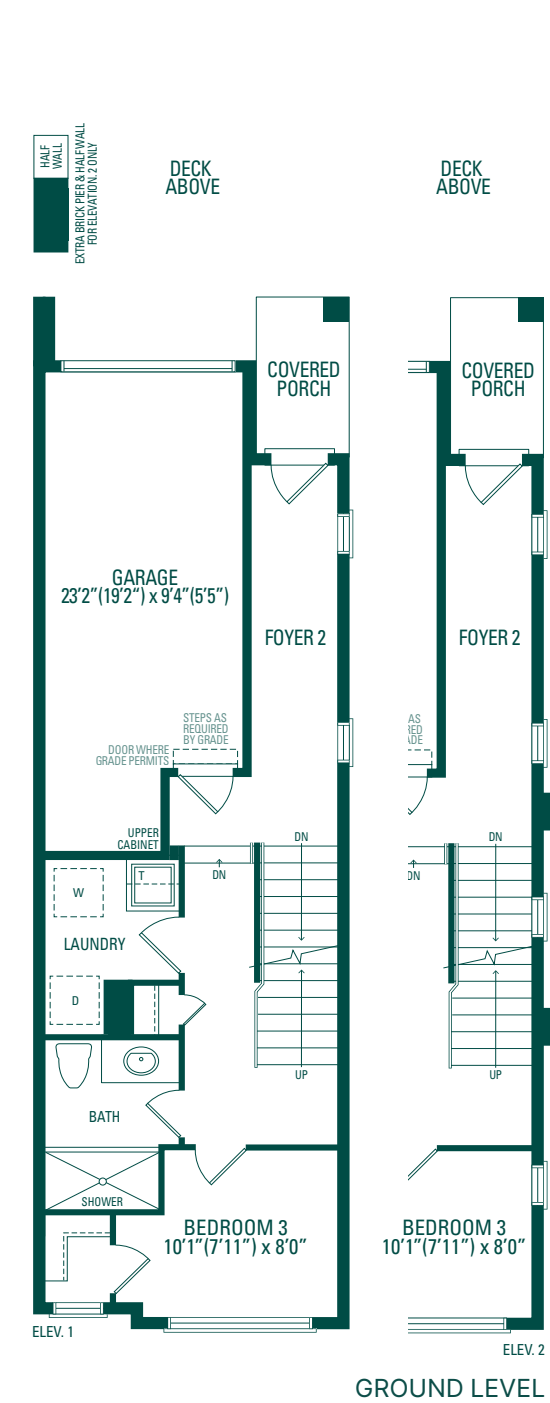 HALF
WALL
EXTRA BRICK PIER & HALFWALL
FOR ELEVATION. 2 ONLY
DECK
ABOVE
DECK
ABOVE
COVERED
PORCH
COVERED
PORCH
GARAGE
23'2"(19'2") x 9'4"(5'5")
FOYER 2
FOYER 2
STEPS AS
REQUIRED
BY GRADE
DOOR WHERE
GRADE PERMITS
AS
RED
ADE
UPPER
CABINET
DN
DN
DN
DN
W
T
LAUNDRY
D
UP
UP
BATH
SHOWER
BEDROOM 3
10'1"(7'11") x 8'0"
BEDROOM 3
10'1"(7'11") x 8'0"
ELEV. 1
ELEV. 2
GROUND LEVEL